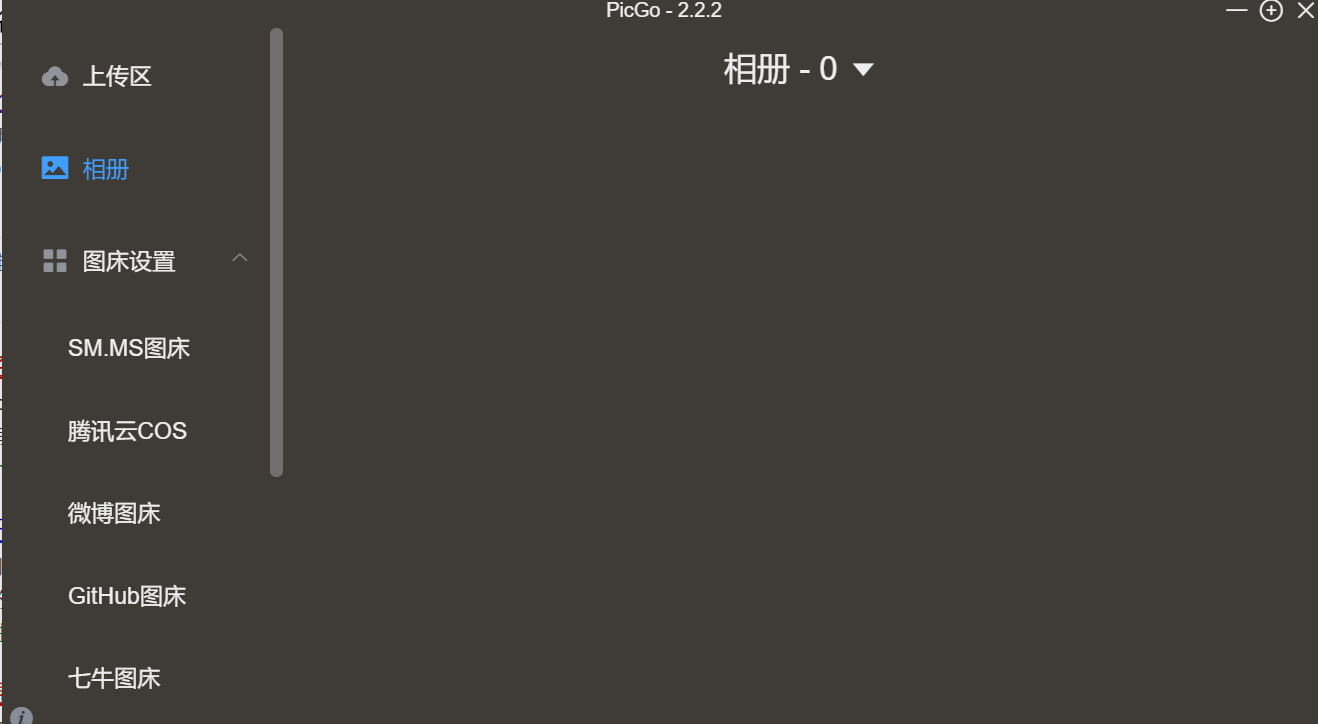 PicGo - 2.2.2
上传区
相册
图床设置
SM.MS图床
腾讯云COS
微博图床
GitHub图床
七牛图床
相册 - 0